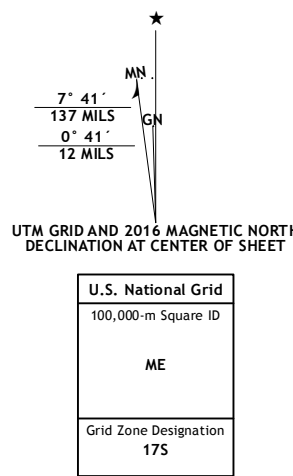 MN
7° 41´
137 MILS
GN
0° 41´
12 MILS
UTM GRID AND 2016 MAGNETIC NORTH
DECLINATION AT CENTER OF SHEET
U.S. National Grid
100,000-m Square ID
ME
Grid Zone Designation
17S